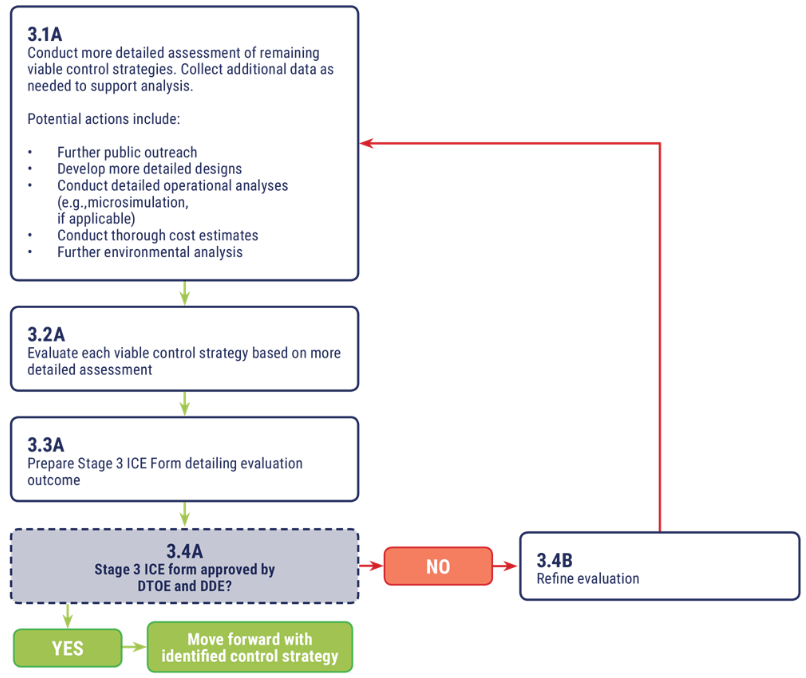 3.1A
Conduct more detailed assessment of remaining
viable control strategies. Collect additional data as
needed to support analysis.
Potential actions include:
• Further public outreach
• Develop more detailed designs
• Conduct detailed operational analyses
(e.g.,microsimulation,
if applicable)
• Conduct thorough cost estimates
• Further environmental analysis
3.2A
Evaluate each viable control strategy based on more
detailed assessment
3.3A
Prepare Stage 3 ICE Form detailing evaluation
outcome
3.4A
Stage 3 ICE form approved by
DTOE and DDE?
NO
3.4B
Refine evaluation
YES
Move forward with
identified control strategy